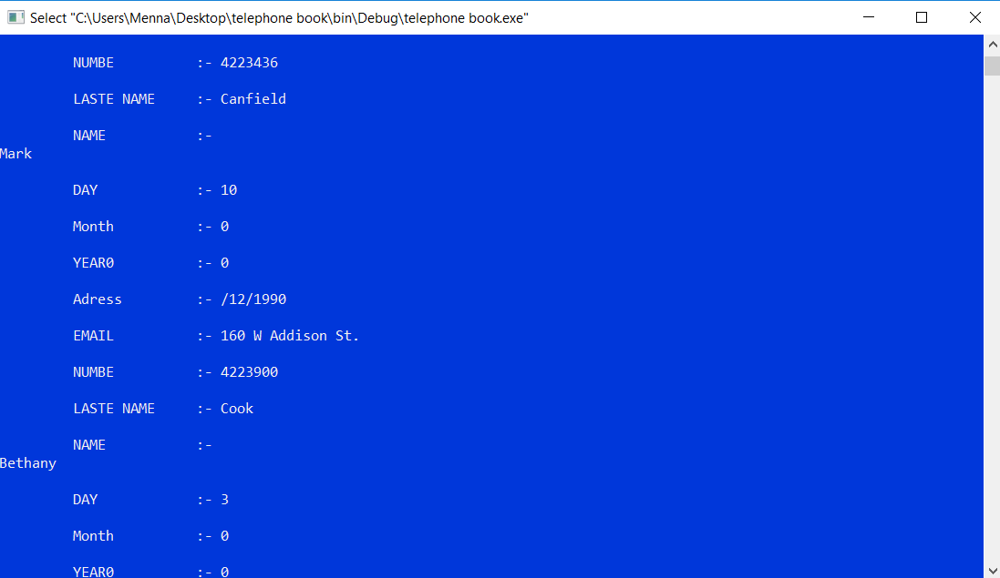 Select "C:\Users\Menna\Desktop\telephone book\bin\Debug\telephone book.exe"
NUMBE :- 4223436
LASTE NAME :- Canfield
NAME :-
Mark
DAY :- 10
Month :- 0
YEAR0 :- 0
Adress :- /12/1990
EMAIL :- 160 W Addison St.
NUMBE :- 4223900
LASTE NAME :- Cook
NAME :-
Bethany
DAY :- 3
Month :- 0
YEAR0 :- 0